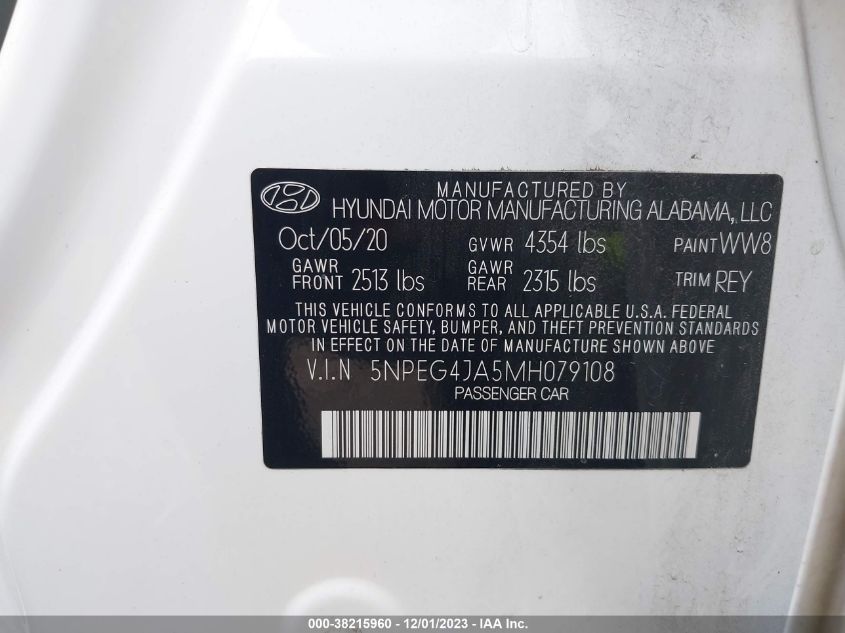 MANUFACTURED BY
HYUNDAI MOTOR MANUFACTURING ALABAMA, LLC
Oct/05/20 GVWR 4354 lbs PAINT WW8
GAWR FRONT 2513 lbs GAWR REAR 2315 lbs TRIM REY
THIS VEHICLE CONFORMS TO ALL APPLICABLE U.S.A. FEDERAL
MOTOR VEHICLE SAFETY, BUMPER, AND THEFT PREVENTION STANDARDS
IN EFFECT ON THE DATE OF MANUFACTURE SHOWN ABOVE.
V.I.N 5NPEG4JA5MH079108
PASSENGER CAR
000-38215960 - 12/01/2023 - IAA Inc.